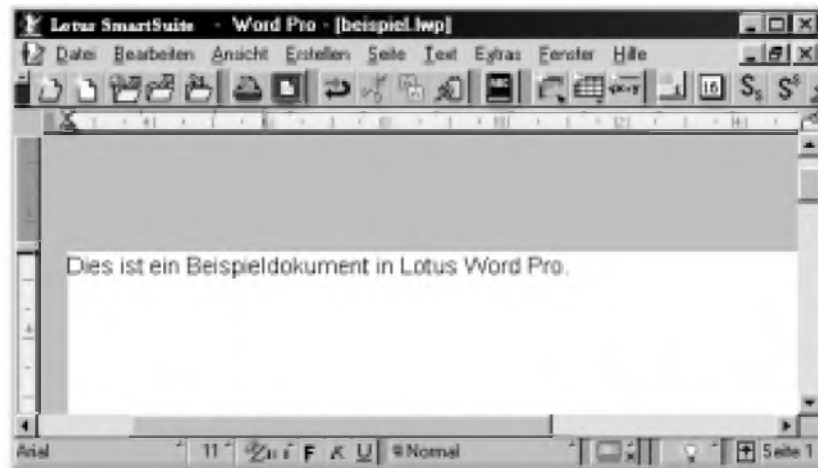 Lotus SmartSuite - Word Pro - [beispiel.lwp]
Datei Bearbeiten Ansicht Erstellen Seite Text Extras Fenster Hilfe
Dies ist ein Beispieldokument in Lotus Word Pro.
Arial 11 F K U Normal Seite 1